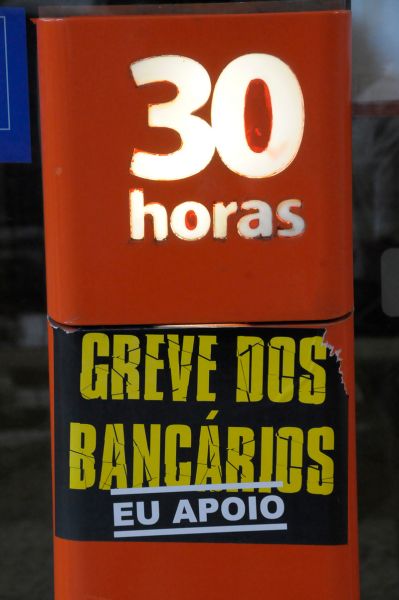 30
horas
GREVE DOS
BANCÁRIOS
EU APOIO